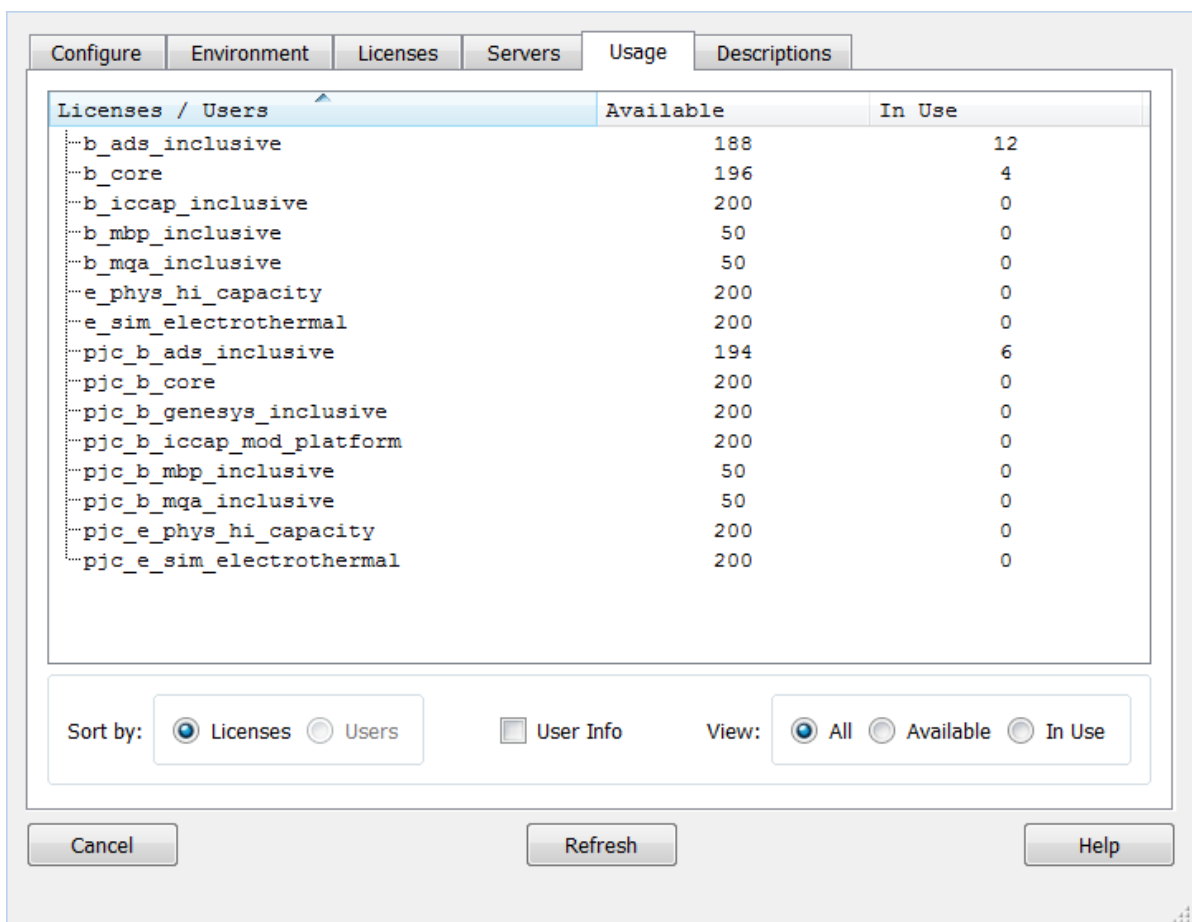 Configure Environment Licenses Servers Usage Descriptions
Licenses / Users Available In Use
b_ads_inclusive 188 12
b_core 196 4
b_iccap_inclusive 200 0
b_mbp_inclusive 50 0
b_mqa_inclusive 50 0
e_phys_hi_capacity 200 0
e_sim_electrothermal 200 0
pjc_b_ads_inclusive 194 6
pjc_b_core 200 0
pjc_b_genesys_inclusive 200 0
pjc_b_iccap_mod_platform 200 0
pjc_b_mbp_inclusive 50 0
pjc_b_mqa_inclusive 50 0
pjc_e_phys_hi_capacity 200 0
pjc_e_sim_electrothermal 200 0
Sort by: Licenses Users User Info View: All Available In Use
Cancel Refresh Help